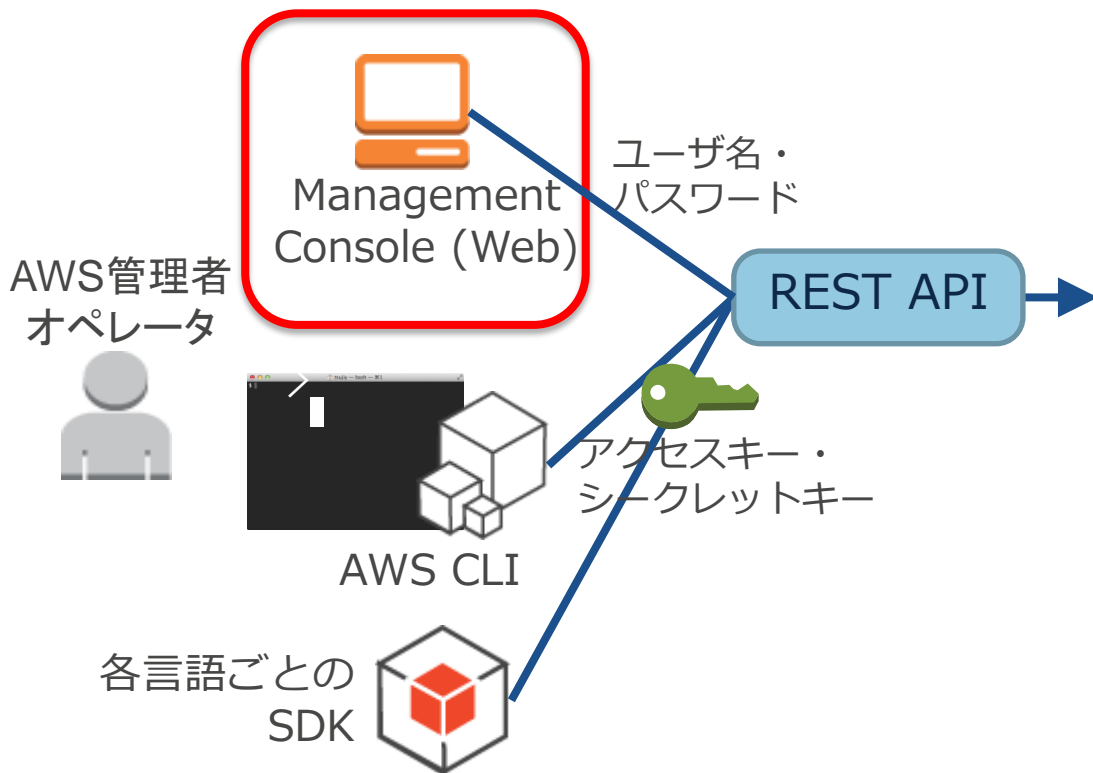 Management
Console (Web)
ユーザ名・
パスワード
AWS管理者
オペレータ
REST API
アクセスキー・
シークレットキー
AWS CLI
各言語ごとの
SDK